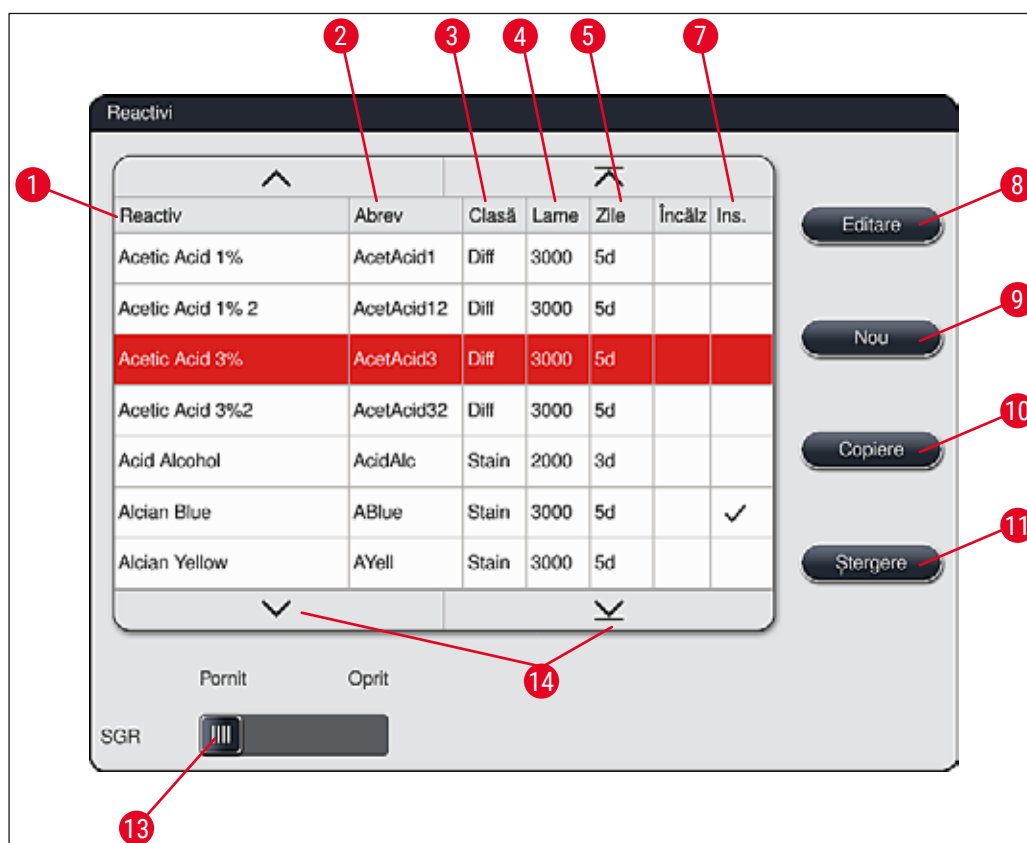 2 3 4 5 7
Reactivi
1
Reactiv Abrev Clasă Lame Zile Încălz Ins.
8
Editare
Acetic Acid 1% AcetAcid1 Diff 3000 5d
Acetic Acid 1% 2 AcetAcid12 Diff 3000 5d
9
Nou
Acetic Acid 3% AcetAcid3 Diff 3000 5d
Acetic Acid 3%2 AcetAcid32 Diff 3000 5d
10
Copiere
Acid Alcohol AcidAlc Stain 2000 3d
Alcian Blue ABlue Stain 3000 5d ✓
11
Ștergere
Alcian Yellow AYell Stain 3000 5d
14
Pornit Oprit
SGR
13